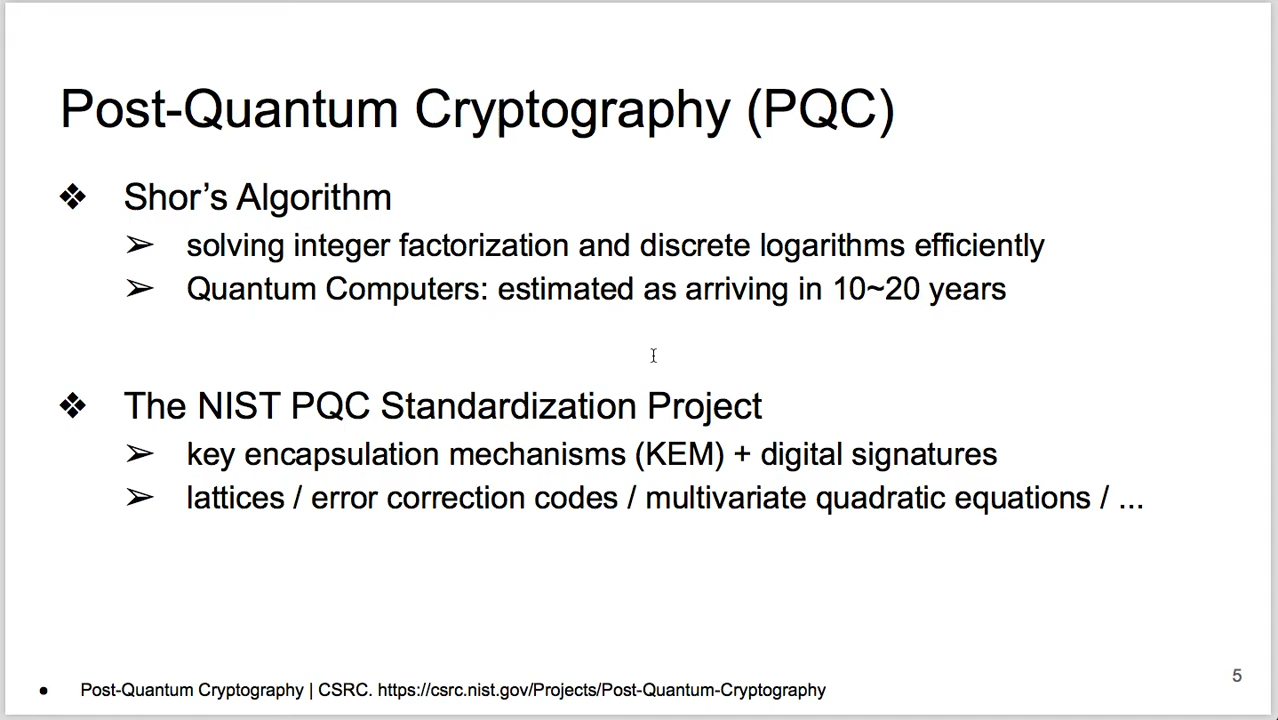 Post-Quantum Cryptography (PQC)
❖ Shor’s Algorithm
➢ solving integer factorization and discrete logarithms efficiently
➢ Quantum Computers: estimated as arriving in 10~20 years
❖ The NIST PQC Standardization Project
➢ key encapsulation mechanisms (KEM) + digital signatures
➢ lattices / error correction codes / multivariate quadratic equations / ...
5
● Post-Quantum Cryptography | CSRC. https://csrc.nist.gov/Projects/Post-Quantum-Cryptography